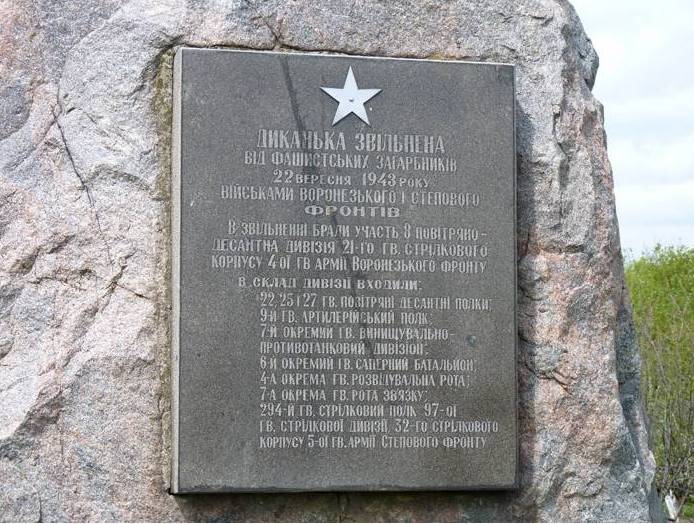 ДИКАНЬКА ЗВІЛЬНЕНА
ВІД ФАШИСТСЬКИХ ЗАГАРБНИКІВ
22 ВЕРЕСНЯ 1943 РОКУ
ВІЙСЬКАМИ ВОРОНЕЗЬКОГО І СТЕПОВОГО
ФРОНТІВ
В ЗВІЛЬНЕННІ БРАЛИ УЧАСТЬ 8 ПОВІТРЯНО-
ДЕСАНТНА ДИВІЗІЯ 21-ГО ГВ. СТРІЛКОВОГО
КОРПУСУ 4-ОІ ГВ АРМІЇ ВОРОНЕЗЬКОГО ФРОНТУ
В СКЛАД ДИВІЗІЇ ВХОДИЛИ:
22, 25 І 27 ГВ. ПОВІТРЯНІ ДЕСАНТНІ ПОЛКИ;
9-Й ГВ. АРТИЛЕРІЙСЬКИЙ ПОЛК;
7-Й ОКРЕМИЙ ГВ. ВИНИЩУВАЛЬНО-
ПРОТИВОТАНКОВИЙ ДИВІЗІОН;
6-Й ОКРЕМИЙ ГВ. САПЕРНИЙ БАТАЛЬЙОН;
4-А ОКРЕМА ГВ. РОЗВІДУВАЛЬНА РОТА;
7-А ОКРЕМА ГВ. РОТА ЗВ'ЯЗКУ;
294-Й ГВ. СТРІЛКОВИЙ ПОЛК 97-ОІ
ГВ. СТРІЛКОВОЇ ДИВІЗІЇ, 32-ГО СТРІЛКОВОГО
КОРПУСУ 5-ОІ ГВ. АРМІЇ СТЕПОВОГО ФРОНТУ